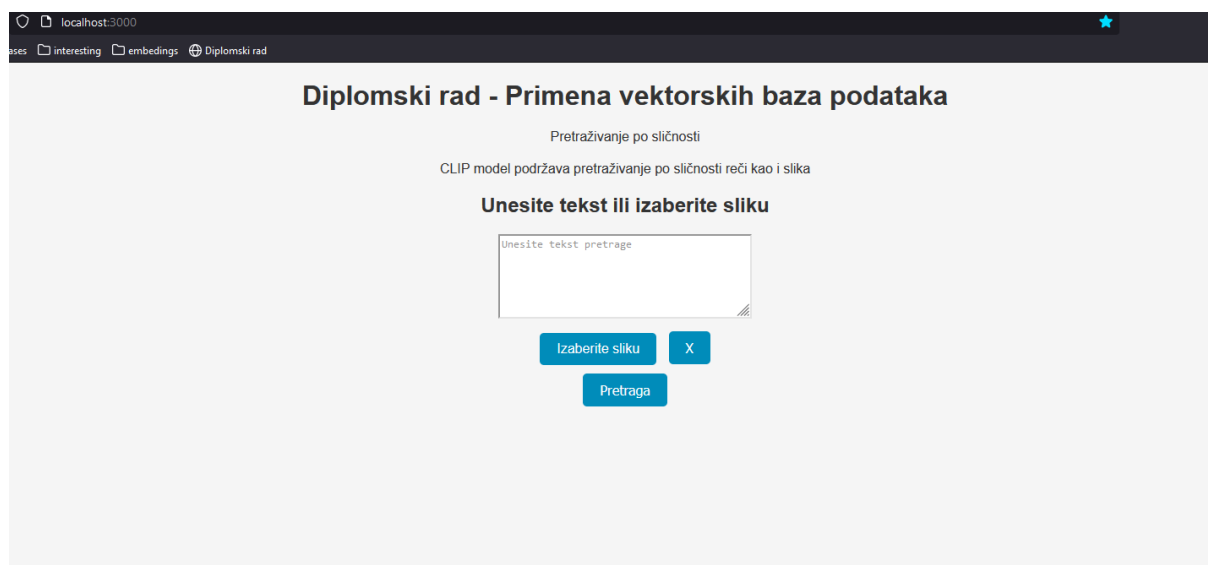 localhost:3000
ases interesting embedings Diplomski rad
Diplomski rad - Primena vektorskih baza podataka
Pretraživanje po sličnosti
CLIP model podržava pretraživanje po sličnosti reči kao i slika
Unesite tekst ili izaberite sliku
Unesite tekst pretrage
Izaberite sliku X
Pretraga